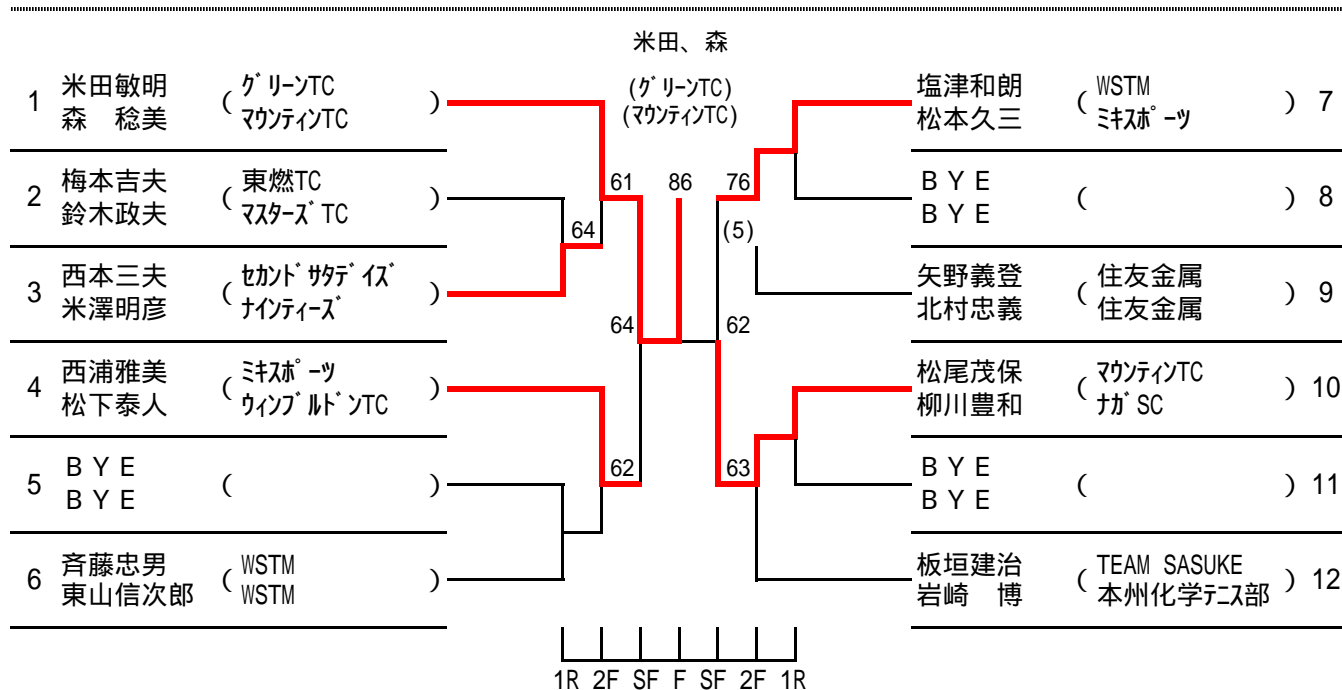 米田、森
(グリーンTC)
(マウンティンTC)
1 米田敏明 ( グリーンTC )
森 稔美 マウンティンTC
2 梅本吉夫 ( 東燃TC )
鈴木政夫 マスターズTC
3 西本三夫 ( セカンドサタデイズ )
米澤明彦 ナインティーズ
4 西浦雅美 ( ミキスポーツ )
松下泰人 ウィンブルドンTC
5 ＢＹＥ ( )
ＢＹＥ
6 斉藤忠男 ( WSTM )
東山信次郎 WSTM
61 86 76
64 (5)
64 62
62 63
塩津和朗 ( WSTM ) 7
松本久三 ミキスポーツ
ＢＹＥ ( ) 8
ＢＹＥ
矢野義登 ( 住友金属 ) 9
北村忠義 住友金属
松尾茂保 ( マウンティンTC ) 10
柳川豊和 ナガSC
ＢＹＥ ( ) 11
ＢＹＥ
板垣建治 ( TEAM SASUKE ) 12
岩崎 博 本州化学テニス部
1R 2F SF F SF 2F 1R